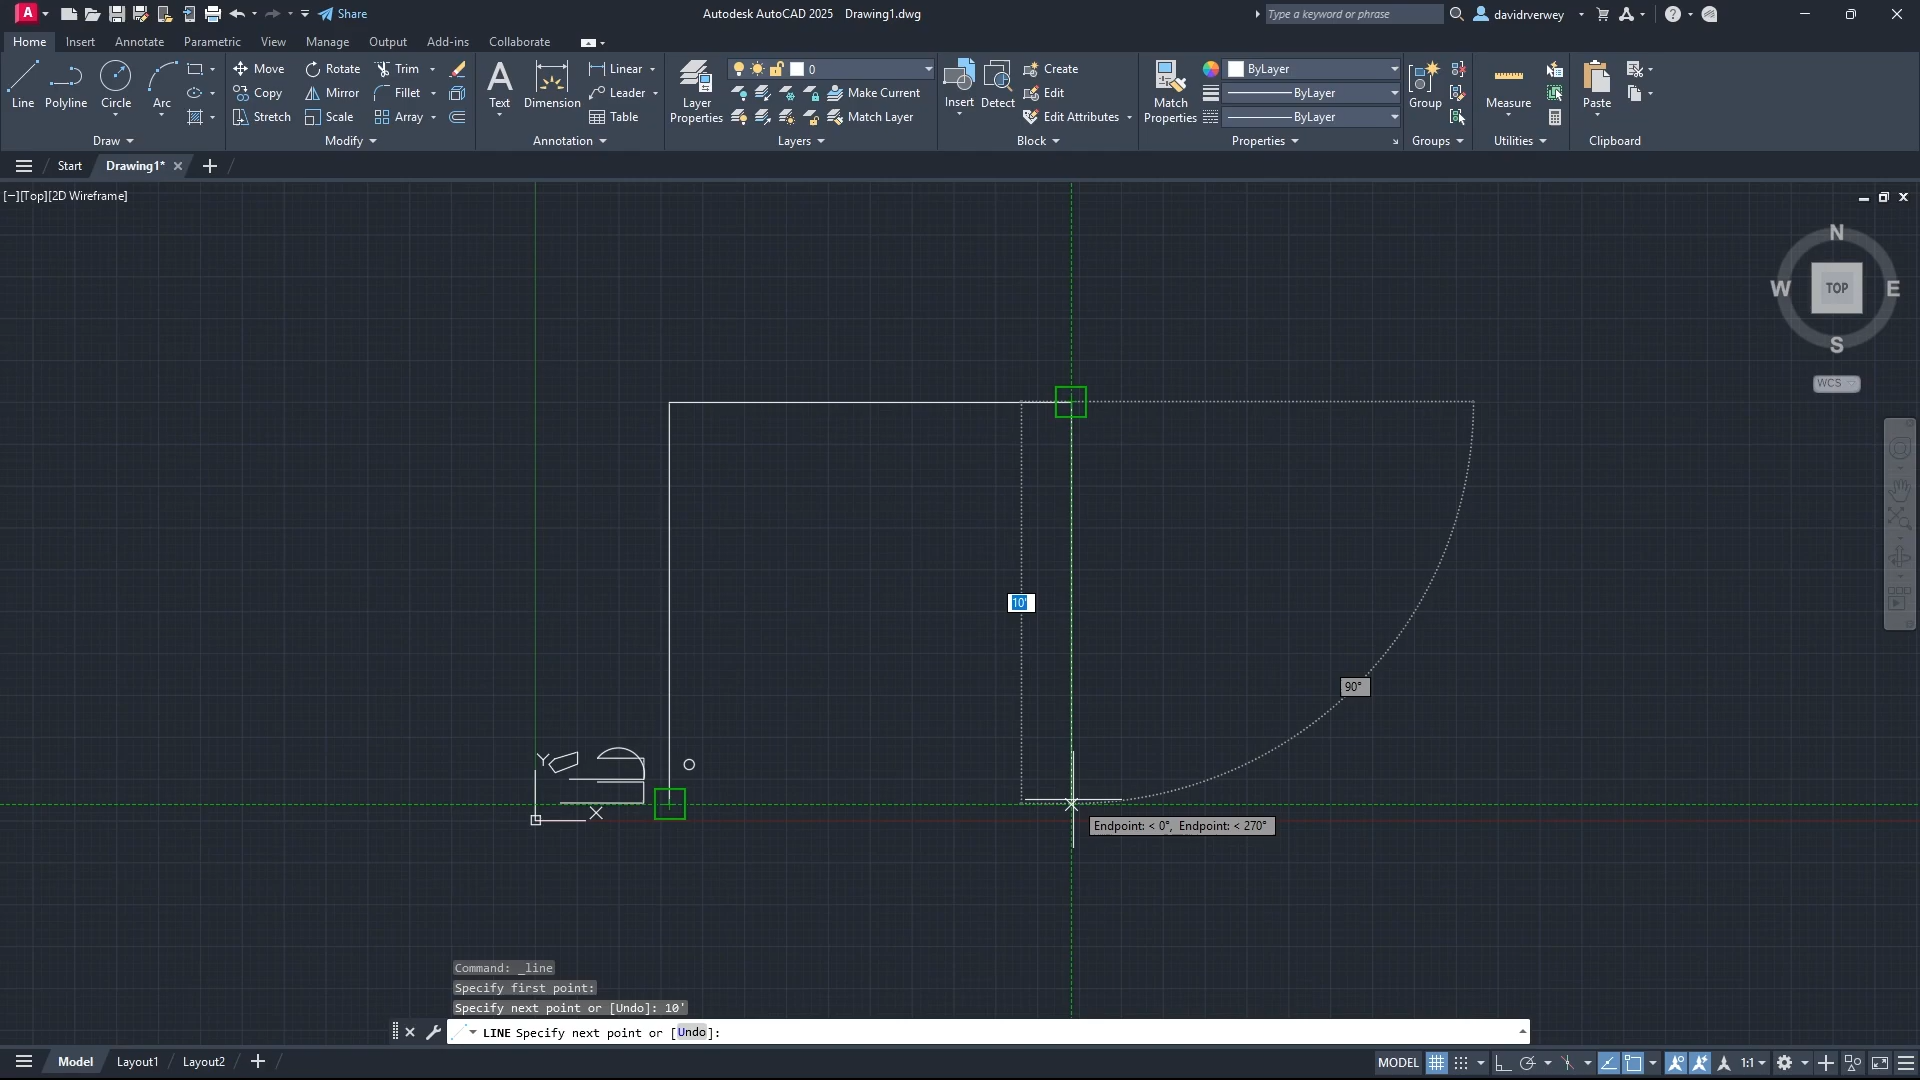 A Share Autodesk AutoCAD 2025 Drawing1.dwg Type a keyword or phrase davidrverwey
Home Insert Annotate Parametric View Manage Output Add-ins Collaborate
Move Rotate Trim Linear 0 Create ByLayer
Copy Mirror Fillet Leader Make Current Edit ByLayer
Line Polyline Circle Arc Text Dimension Layer Properties Insert Detect Match Properties Group Measure Paste
Stretch Scale Array Table Match Layer Edit Attributes ByLayer
Draw Modify Annotation Layers Block Properties Groups Utilities Clipboard
Start Drawing1*
[−][Top][2D Wireframe]
N
W TOP E
S
WCS
10'
90°
Y
X
Endpoint: < 0°, Endpoint: < 270°
Command: _line
Specify first point:
Specify next point or [Undo]: 10'
LINE Specify next point or [Undo]:
Model Layout1 Layout2 MODEL 1:1